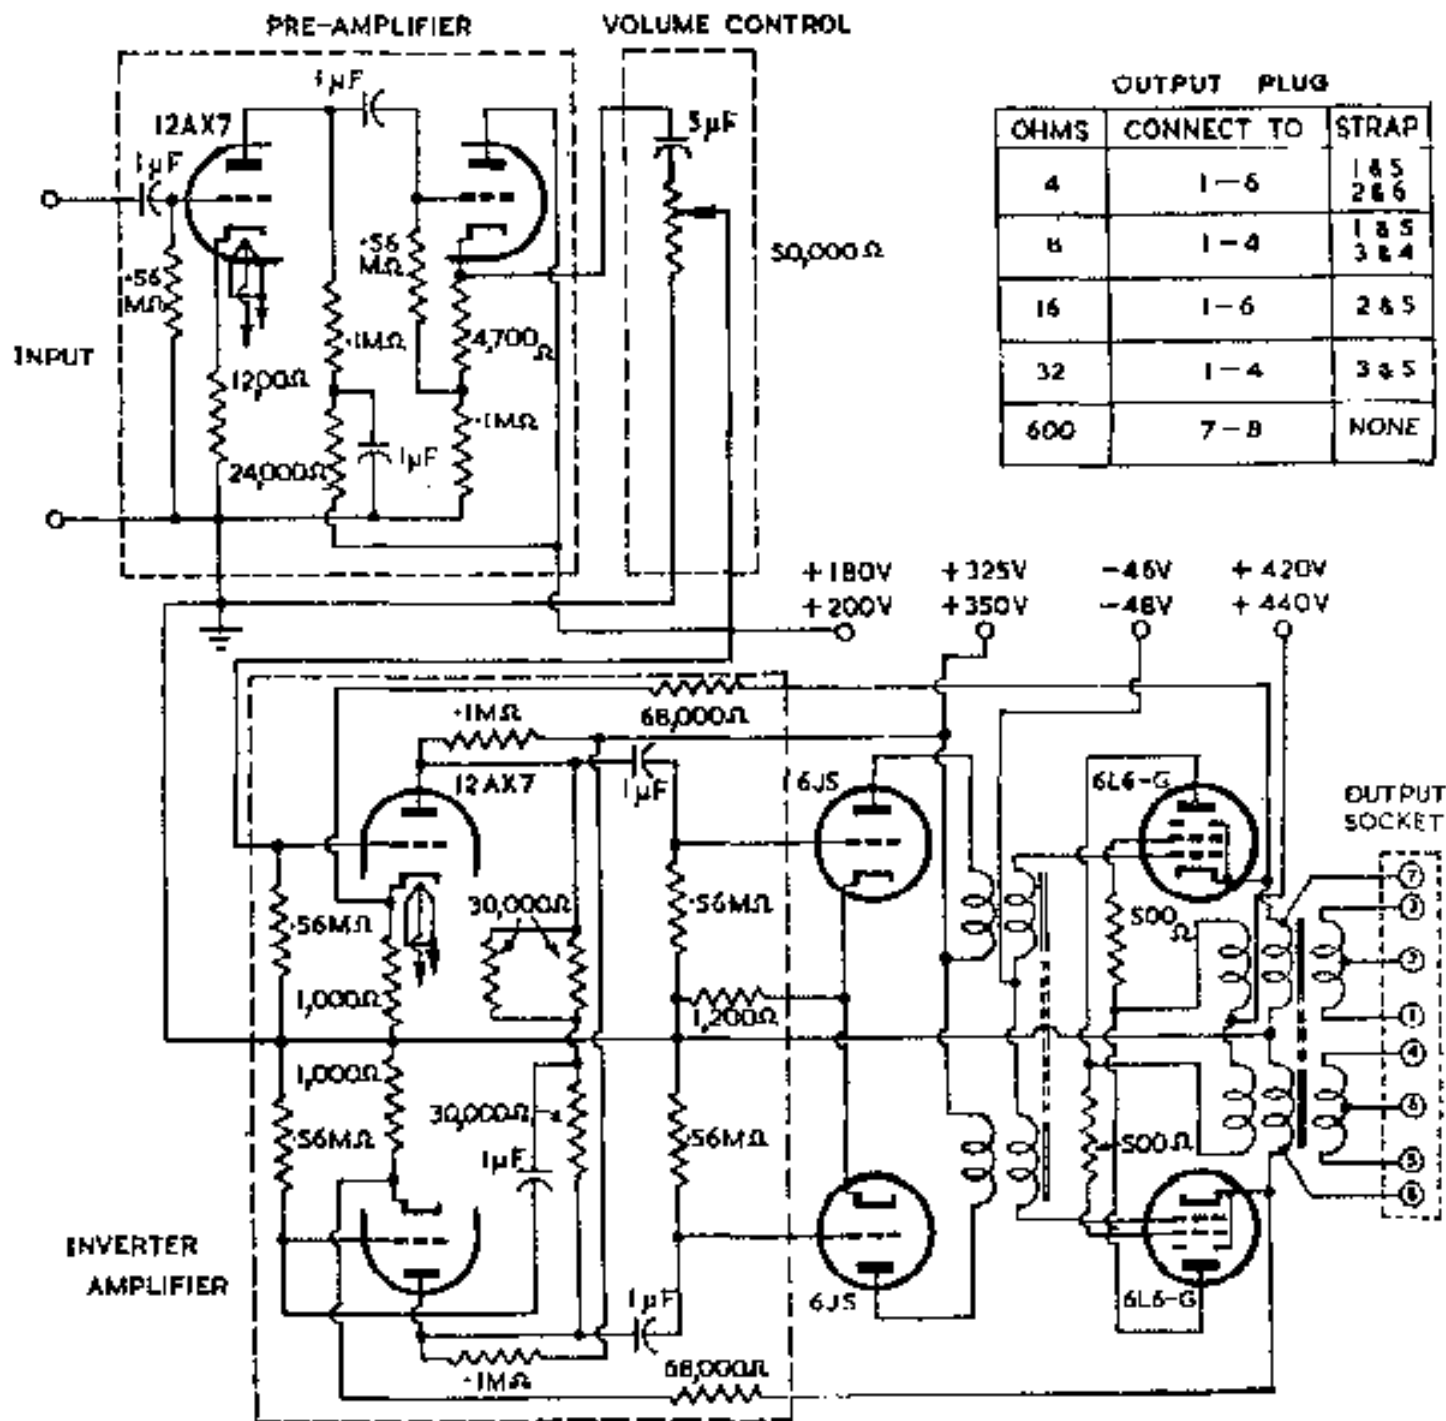 PRE-AMPLIFIER
VOLUME CONTROL
1µF
12AX7
1µF
5µF
·56
MΩ
·56
MΩ
50,000Ω
INPUT
·1MΩ
4,700
Ω
1200Ω
·1MΩ
1µF
24,000Ω
OUTPUT PLUG
OHMS CONNECT TO STRAP
4 1-6 1 & 5
2 & 6
8 1-4 1 & 5
3 & 4
16 1-6 2 & 5
32 1-4 3 & 5
600 7-8 NONE
+180V +325V -46V +420V
+200V +350V -48V +440V
·1MΩ
68,000Ω
12AX7
1µF
6J5
6L6-G
OUTPUT
SOCKET
7
3
2
1
4
6
5
8
30,000Ω
·56MΩ
·56MΩ
500
Ω
1,000Ω
1,200Ω
1,000Ω
30,000Ω
·56MΩ
·56MΩ
500Ω
1µF
INVERTER
AMPLIFIER
1µF
6J5
6L6-G
·1MΩ
68,000Ω